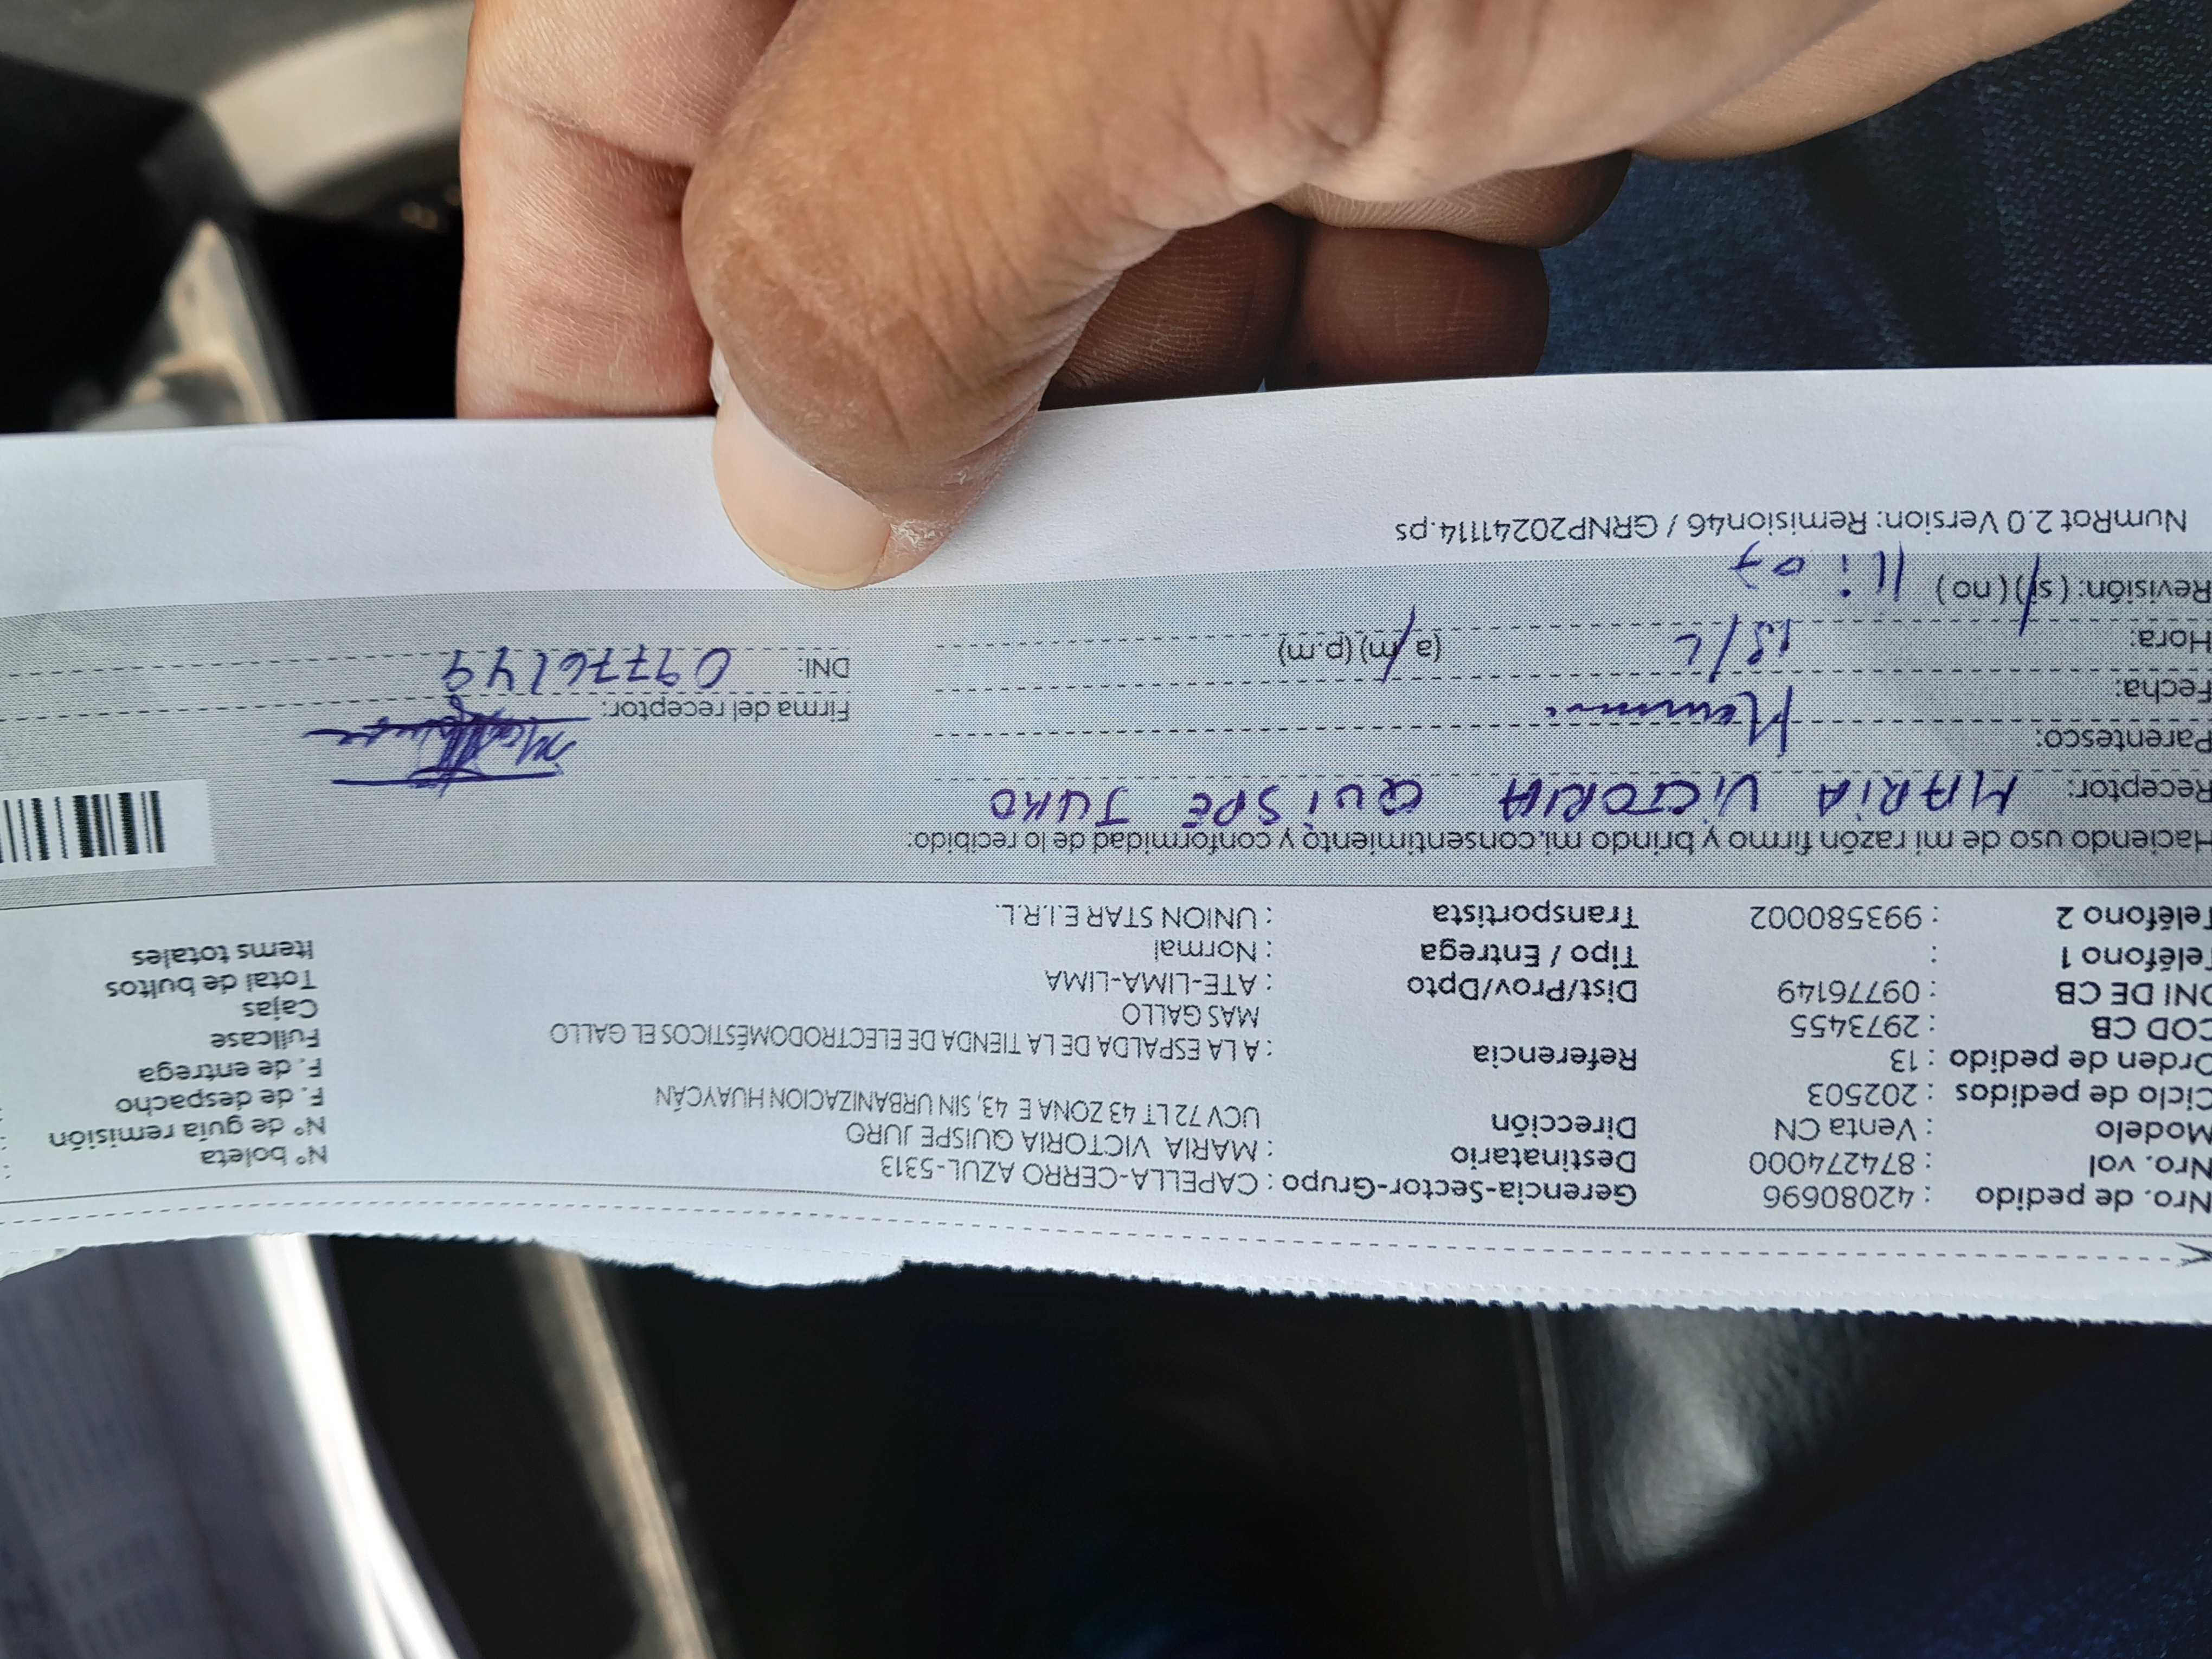 Nro. de pedido : 42080696 Gerencia-Sector-Grupo : CAPELLA-CERRO AZUL-5313 N° boleta :
Nro. vol : 874274000 Destinatario : MARIA VICTORIA QUISPE JURO N° de guía remisión :
Modelo : Venta CN Dirección UCV 72 LT 43 ZONA E 43, SIN URBANIZACION HUAYCÁN F. de despacho :
Ciclo de pedidos : 202503 F. de entrega
Orden de pedido : 13 Referencia : A LA ESPALDA DE LA TIENDA DE ELECTRODOMÉSTICOS EL GALLO Fullcase
COD CB : 2973455 MAS GALLO Cajas
DNI DE CB : 09776149 Dist/Prov/Dpto : ATE-LIMA-LIMA Total de bultos
Teléfono 1 : Tipo / Entrega : Normal Items totales
Teléfono 2 : 993580002 Transportista : UNION STAR E.I.R.L.
Haciendo uso de mi razón firmo y brindo mi consentimiento y conformidad de lo recibido:
Receptor: MARIA VICTORIA QUISPE JURO
Parentesco:
Fecha: Firma del receptor:
Hora: (a/m) (p.m) DNI: 09776149
Revisión: (si) (no) 11:07
NumRot 2.0 Version: Remision46 / GRNP20241114.ps